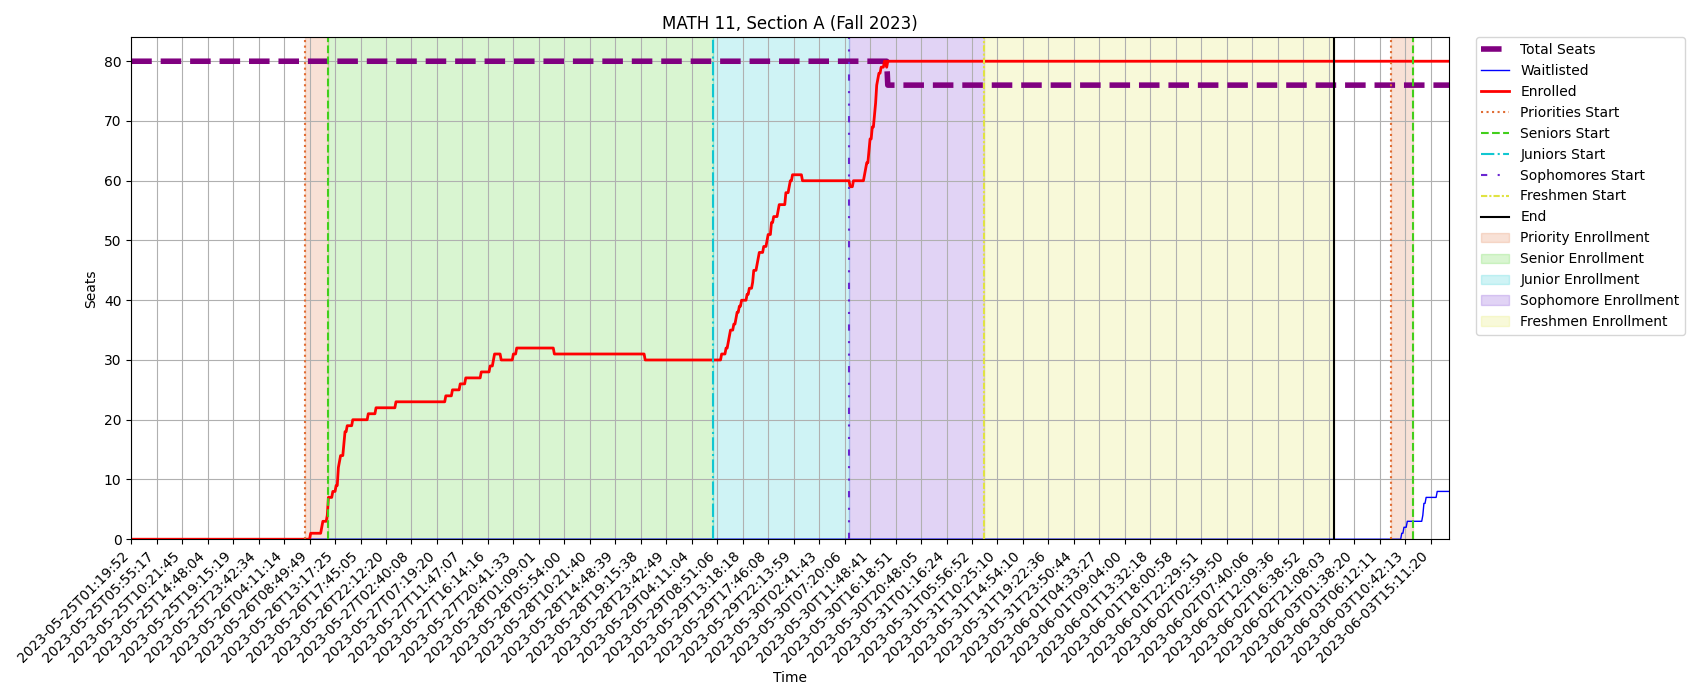 MATH 11, Section A (Fall 2023)
Seats
80
70
60
50
40
30
20
10
0
2023-05-25T01:19:52
2023-05-25T05:55:17
2023-05-25T10:21:45
2023-05-25T14:48:04
2023-05-25T19:15:19
2023-05-25T23:42:34
2023-05-26T04:11:14
2023-05-26T08:49:49
2023-05-26T13:17:25
2023-05-26T17:45:05
2023-05-26T22:12:20
2023-05-27T02:40:08
2023-05-27T07:19:20
2023-05-27T11:47:07
2023-05-27T16:14:16
2023-05-27T20:41:33
2023-05-28T01:09:01
2023-05-28T05:54:00
2023-05-28T10:21:40
2023-05-28T14:48:39
2023-05-28T19:15:38
2023-05-28T23:42:49
2023-05-29T04:11:04
2023-05-29T08:51:06
2023-05-29T13:18:18
2023-05-29T17:46:08
2023-05-29T22:13:59
2023-05-30T02:41:43
2023-05-30T07:20:06
2023-05-30T11:48:41
2023-05-30T16:18:51
2023-05-30T20:48:05
2023-05-31T01:16:24
2023-05-31T05:56:52
2023-05-31T10:25:10
2023-05-31T14:54:10
2023-05-31T19:22:36
2023-05-31T23:50:44
2023-06-01T04:33:27
2023-06-01T09:04:00
2023-06-01T13:32:18
2023-06-01T18:00:58
2023-06-01T22:29:51
2023-06-02T02:59:50
2023-06-02T07:40:06
2023-06-02T12:09:36
2023-06-02T16:38:52
2023-06-02T21:08:03
2023-06-03T01:38:20
2023-06-03T06:12:11
2023-06-03T10:42:13
2023-06-03T15:11:20
Time
Total Seats
Waitlisted
Enrolled
Priorities Start
Seniors Start
Juniors Start
Sophomores Start
Freshmen Start
End
Priority Enrollment
Senior Enrollment
Junior Enrollment
Sophomore Enrollment
Freshmen Enrollment